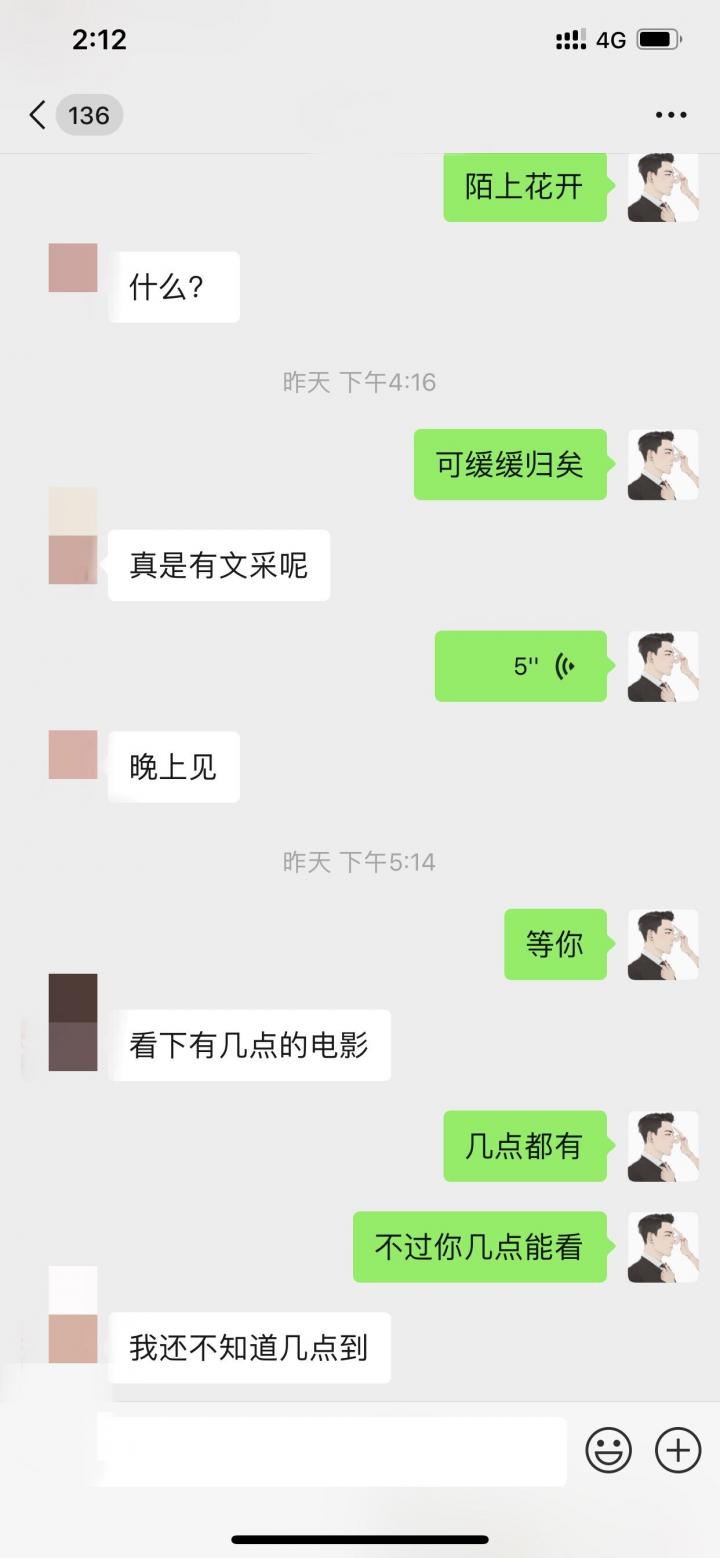 2:12
4G
136
陌上花开
什么?
昨天 下午4:16
可缓缓归矣
真是有文采呢
5"
晚上见
昨天 下午5:14
等你
看下有几点的电影
几点都有
不过你几点能看
我还不知道几点到